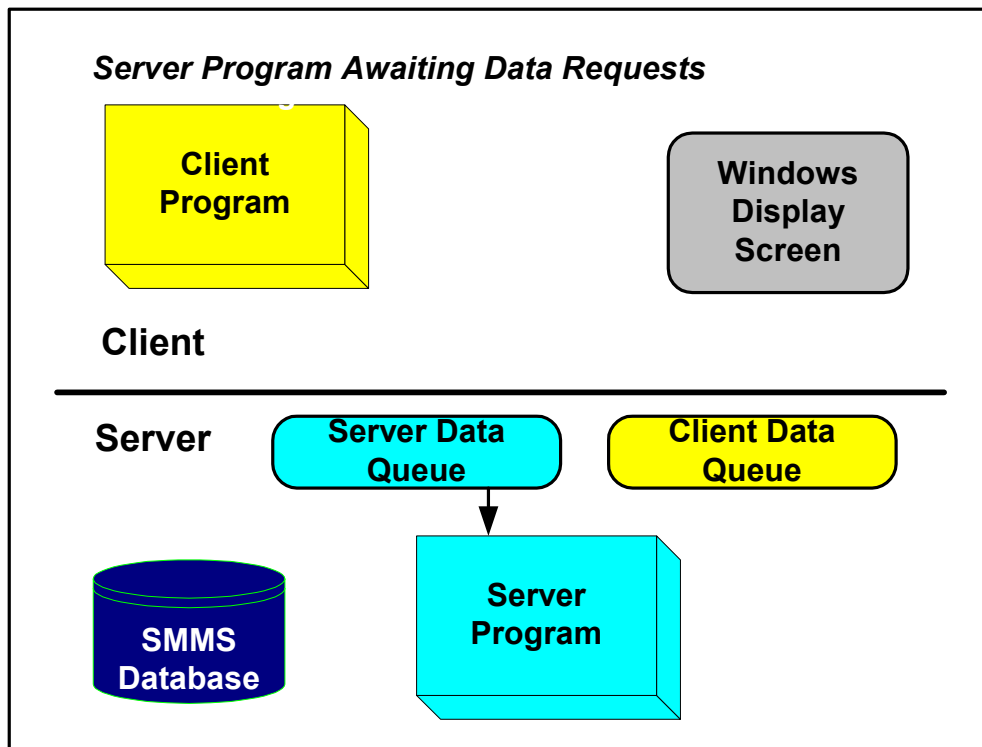 Server Program Awaiting Data Requests
Client
Program
Windows
Display
Screen
Client
Server
Server Data
Queue
Client Data
Queue
Server
Program
SMMS
Database